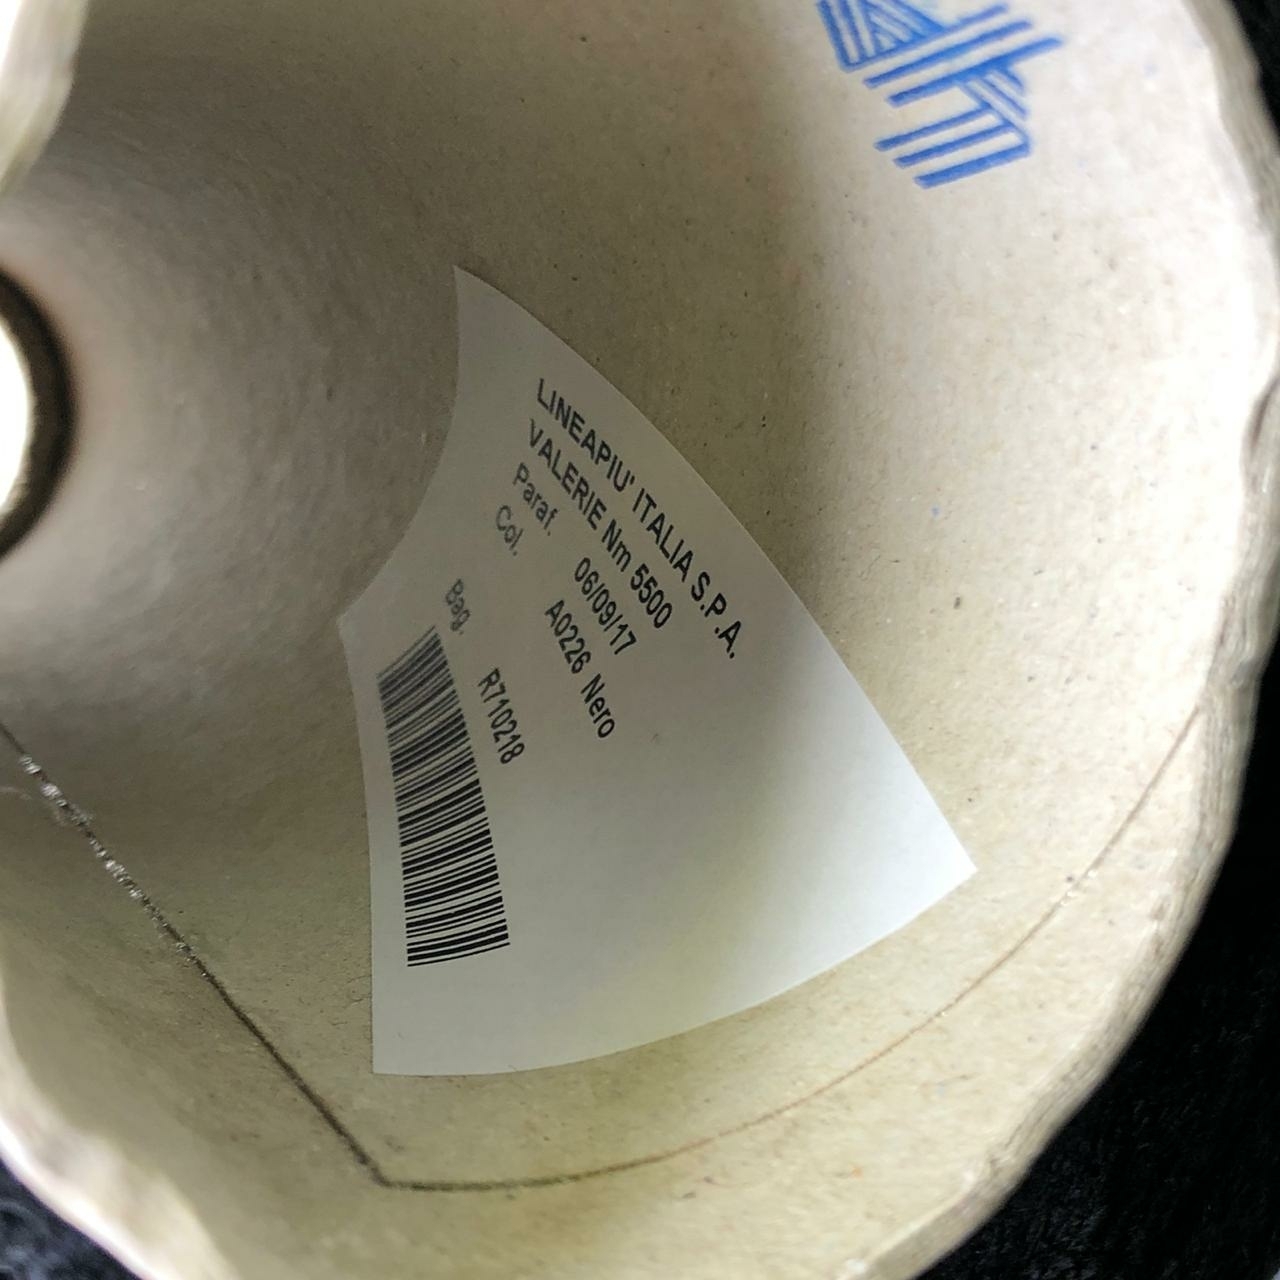 LINEAPIU' ITALIA S.P.A.
VALERIE Nm 5500
Paraf. 06/09/17
Col. A0226 Nero
Bag. R710218